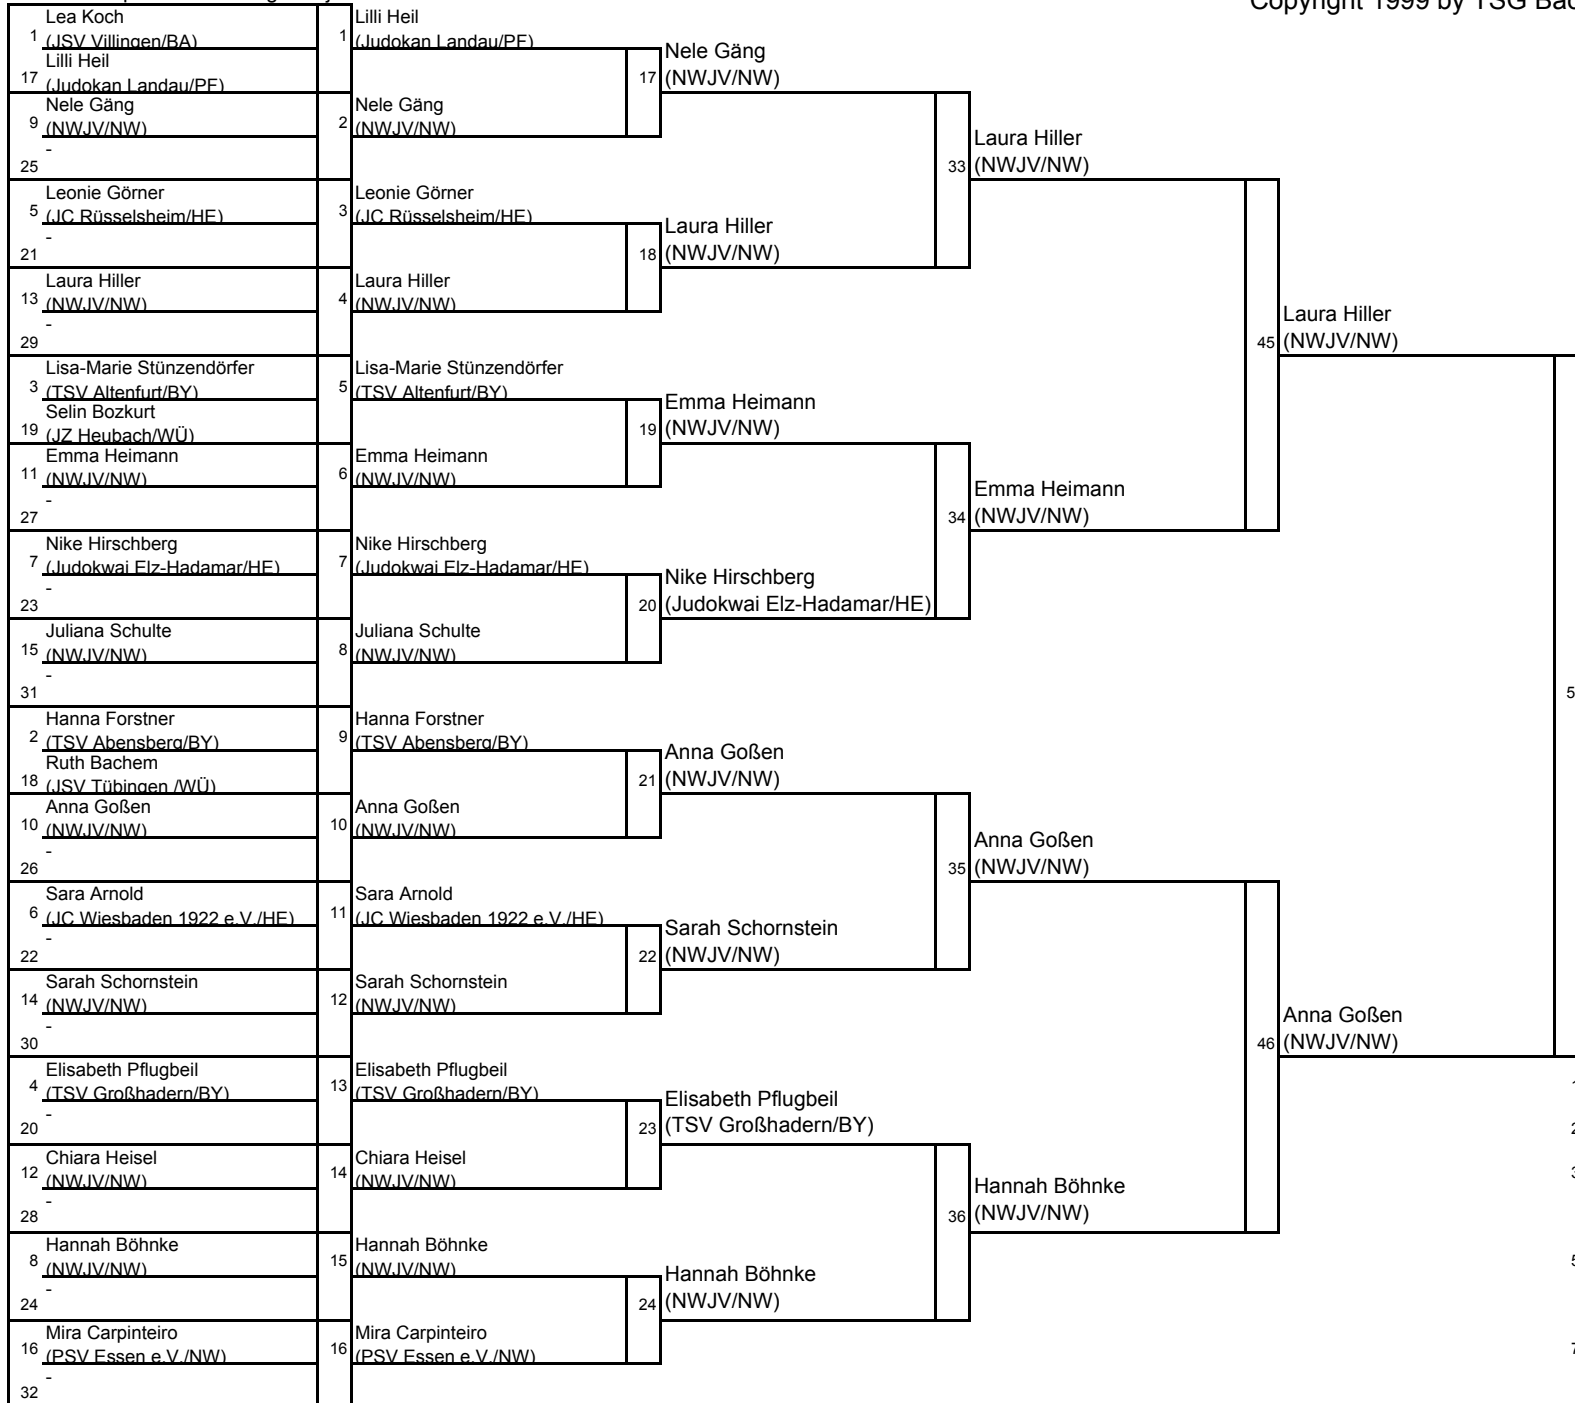 Copyright 1999 by TSG Bac
Lea Koch
1 (JSV Villingen/BA)
Lilli Heil
17 (Judokan Landau/PF)
Nele Gäng
9 (NWJV/NW)
-
25
Leonie Görner
5 (JC Rüsselsheim/HE)
-
21
Laura Hiller
13 (NWJV/NW)
-
29
Lisa-Marie Stünzendörfer
3 (TSV Altenfurt/BY)
Selin Bozkurt
19 (JZ Heubach/WÜ)
Emma Heimann
11 (NWJV/NW)
-
27
Nike Hirschberg
7 (Judokwai Elz-Hadamar/HE)
-
23
Juliana Schulte
15 (NWJV/NW)
-
31
Hanna Forstner
2 (TSV Abensberg/BY)
Ruth Bachem
18 (JSV Tübingen /WÜ)
Anna Goßen
10 (NWJV/NW)
-
26
Sara Arnold
6 (JC Wiesbaden 1922 e.V./HE)
-
22
Sarah Schornstein
14 (NWJV/NW)
-
30
Elisabeth Pflugbeil
4 (TSV Großhadern/BY)
-
20
Chiara Heisel
12 (NWJV/NW)
-
28
Hannah Böhnke
8 (NWJV/NW)
-
24
Mira Carpinteiro
16 (PSV Essen e.V./NW)
-
32
Lilli Heil
1 (Judokan Landau/PF)
Nele Gäng
2 (NWJV/NW)
Leonie Görner
3 (JC Rüsselsheim/HE)
Laura Hiller
4 (NWJV/NW)
Lisa-Marie Stünzendörfer
5 (TSV Altenfurt/BY)
Emma Heimann
6 (NWJV/NW)
Nike Hirschberg
7 (Judokwai Elz-Hadamar/HE)
Juliana Schulte
8 (NWJV/NW)
Hanna Forstner
9 (TSV Abensberg/BY)
Anna Goßen
10 (NWJV/NW)
Sara Arnold
11 (JC Wiesbaden 1922 e.V./HE)
Sarah Schornstein
12 (NWJV/NW)
Elisabeth Pflugbeil
13 (TSV Großhadern/BY)
Chiara Heisel
14 (NWJV/NW)
Hannah Böhnke
15 (NWJV/NW)
Mira Carpinteiro
16 (PSV Essen e.V./NW)
Nele Gäng
17 (NWJV/NW)
Laura Hiller
18 (NWJV/NW)
Emma Heimann
19 (NWJV/NW)
Nike Hirschberg
20 (Judokwai Elz-Hadamar/HE)
Anna Goßen
21 (NWJV/NW)
Sarah Schornstein
22 (NWJV/NW)
Elisabeth Pflugbeil
23 (TSV Großhadern/BY)
Hannah Böhnke
24 (NWJV/NW)
Laura Hiller
33 (NWJV/NW)
Emma Heimann
34 (NWJV/NW)
Anna Goßen
35 (NWJV/NW)
Hannah Böhnke
36 (NWJV/NW)
Laura Hiller
45 (NWJV/NW)
Anna Goßen
46 (NWJV/NW)
5